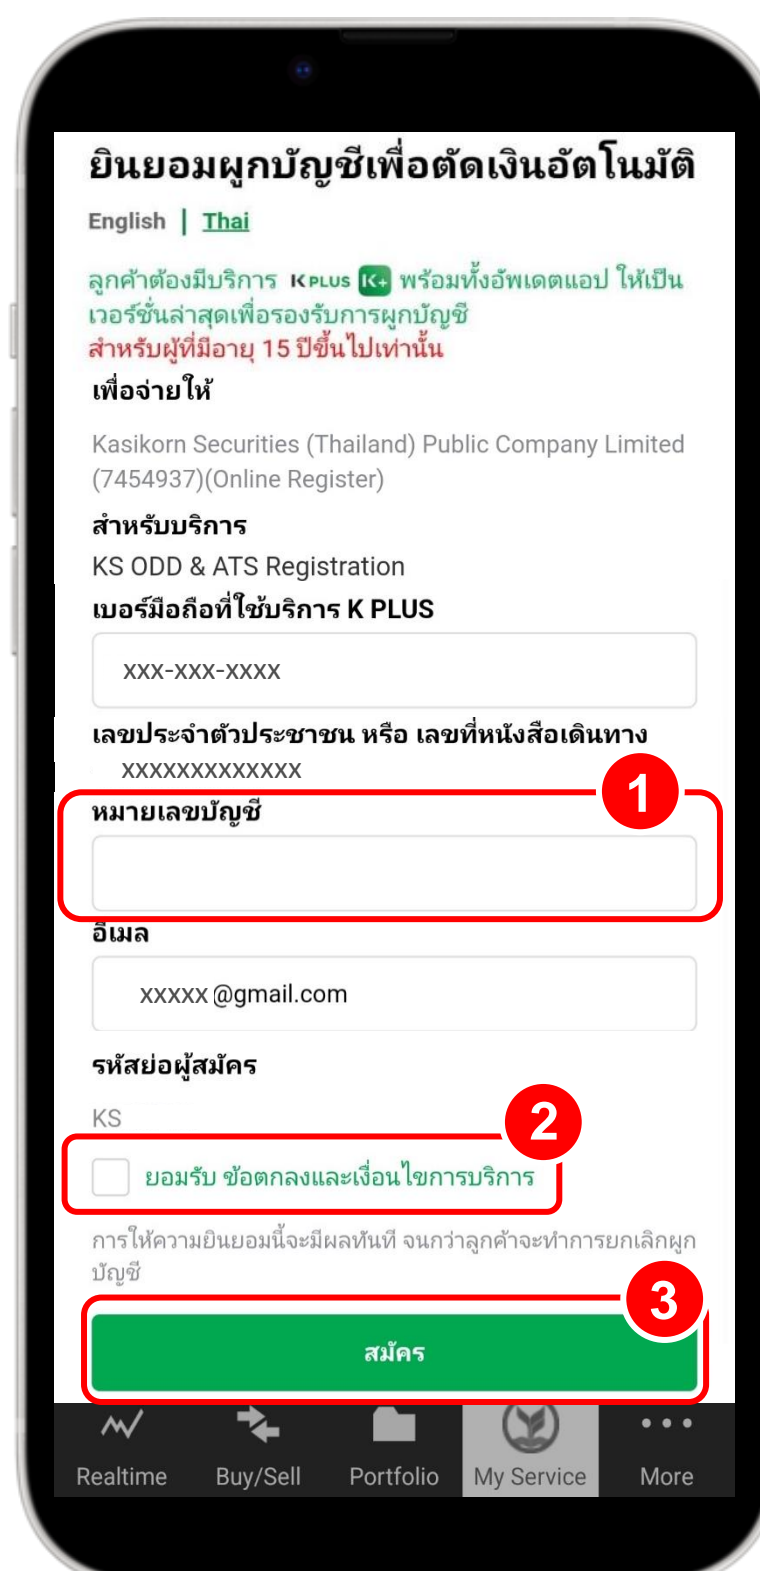 ยินยอมผูกบัญชีเพื่อตัดเงินอัตโนมัติ
English | Thai
ลูกค้าต้องมีบริการ K PLUS K+ พร้อมทั้งอัพเดตแอป ให้เป็น
เวอร์ชั่นล่าสุดเพื่อรองรับการผูกบัญชี
สำหรับผู้ที่มีอายุ 15 ปีขึ้นไปเท่านั้น
เพื่อจ่ายให้
Kasikorn Securities (Thailand) Public Company Limited
(7454937)(Online Register)
สำหรับบริการ
KS ODD & ATS Registration
เบอร์มือถือที่ใช้บริการ K PLUS
xxx-xxx-xxxx
เลขประจำตัวประชาชน หรือ เลขที่หนังสือเดินทาง
xxxxxxxxxxxxx
1
หมายเลขบัญชี
อีเมล
xxxxx @gmail.com
รหัสย่อผู้สมัคร
KS
2
ยอมรับ ข้อตกลงและเงื่อนไขการบริการ
การให้ความยินยอมนี้จะมีผลทันที จนกว่าลูกค้าจะทำการยกเลิกผูก
บัญชี
3
สมัคร
Realtime Buy/Sell Portfolio My Service More